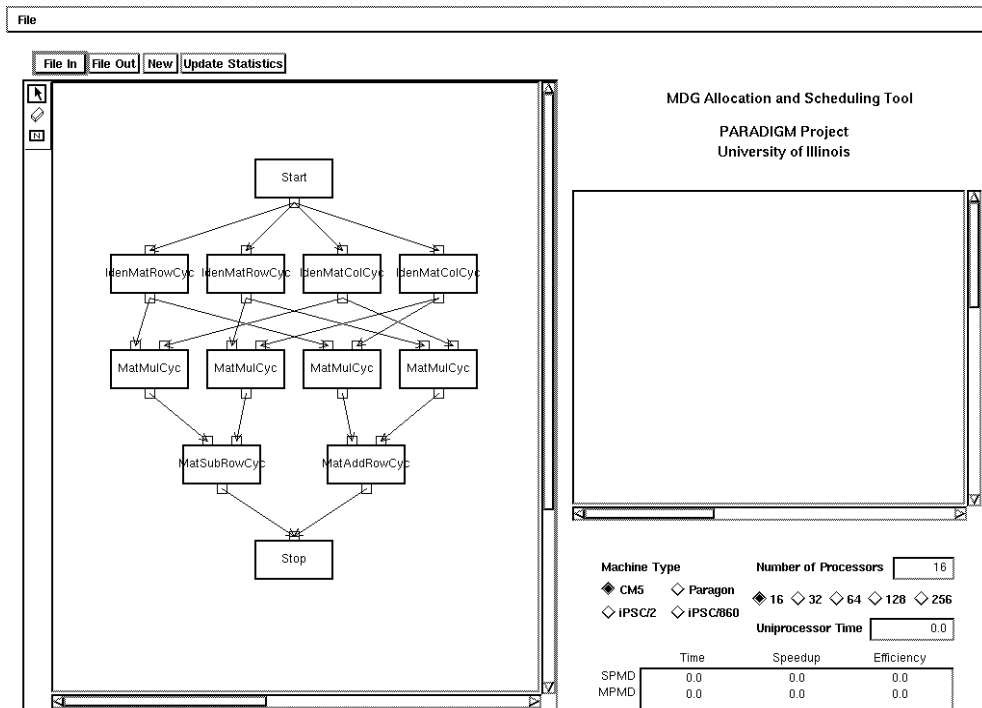 File
File In File Out New Update Statistics
N
Start
IdenMatRowCyc IdenMatRowCyc IdenMatColCyc IdenMatColCyc
MatMulCyc MatMulCyc MatMulCyc MatMulCyc
MatSubRowCyc MatAddRowCyc
Stop
MDG Allocation and Scheduling Tool
PARADIGM Project
University of Illinois
Machine Type
CM5 Paragon
iPSC/2 iPSC/860
Number of Processors 16
16 32 64 128 256
Uniprocessor Time 0.0
Time Speedup Efficiency
SPMD 0.0 0.0 0.0
MPMD 0.0 0.0 0.0